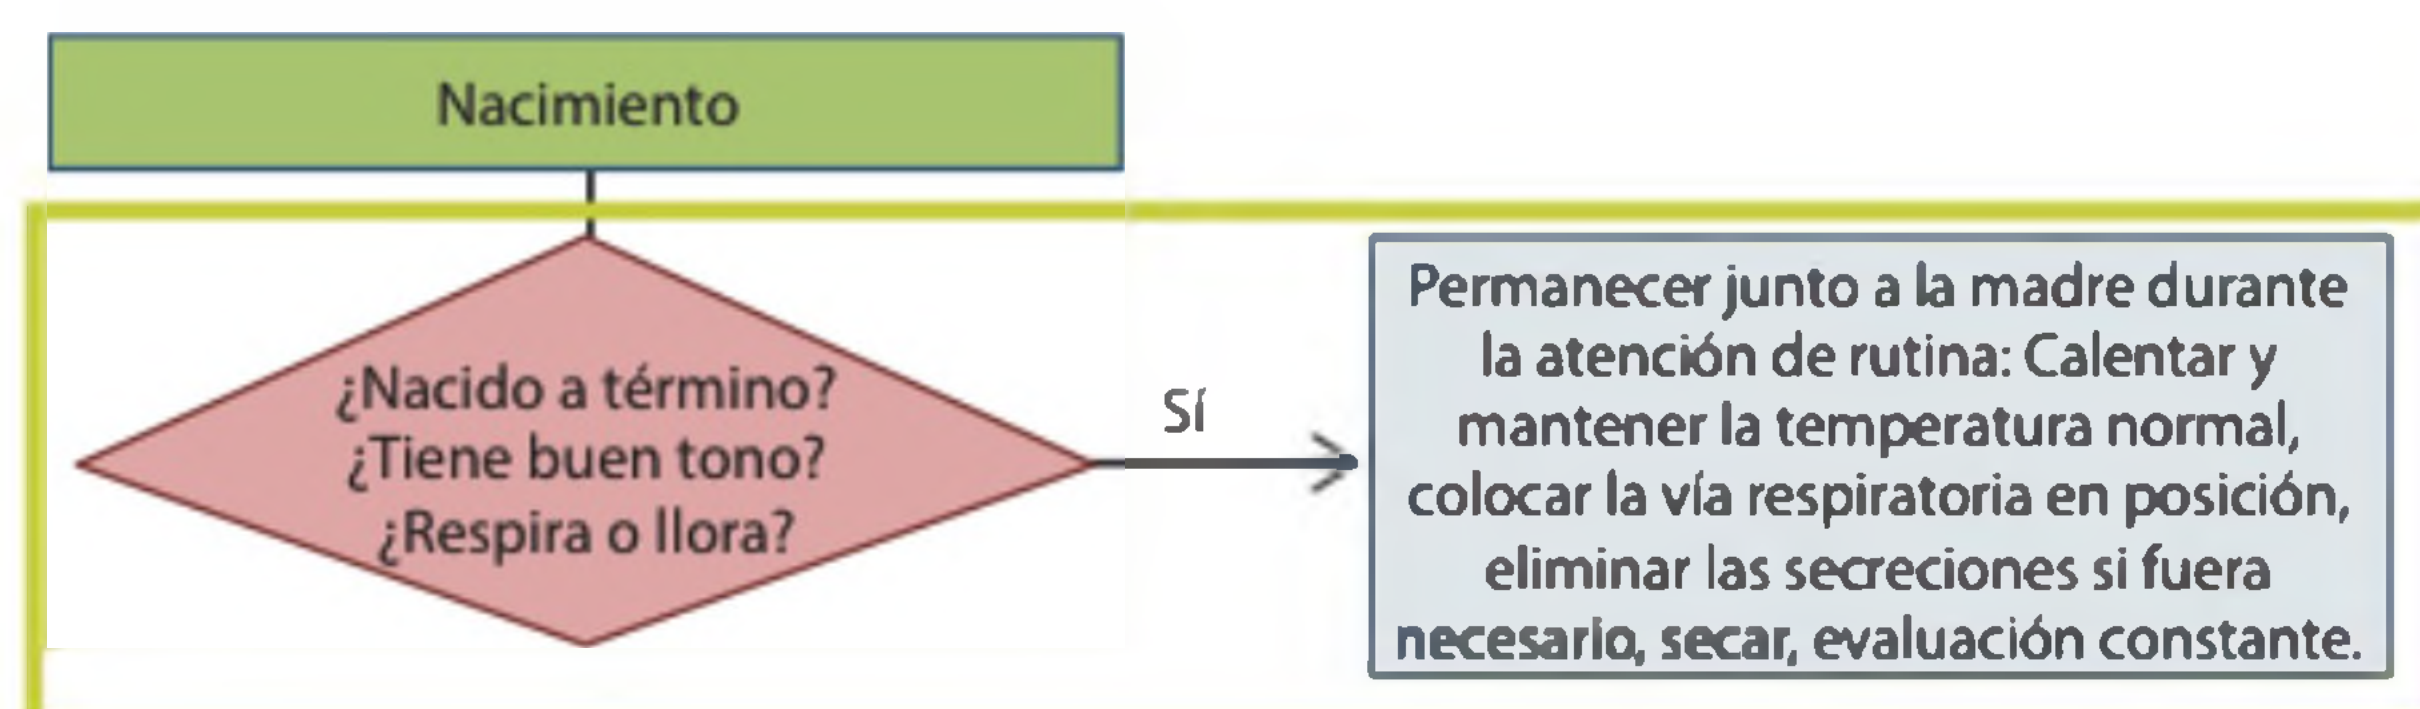 Nacimiento
¿Nacido a término?
¿Tiene buen tono?
¿Respira o llora?
Sí
Permanecer junto a la madre durante
la atención de rutina: Calentar y
mantener la temperatura normal,
colocar la vía respiratoria en posición,
eliminar las secreciones si fuera
necesario, secar, evaluación constante.